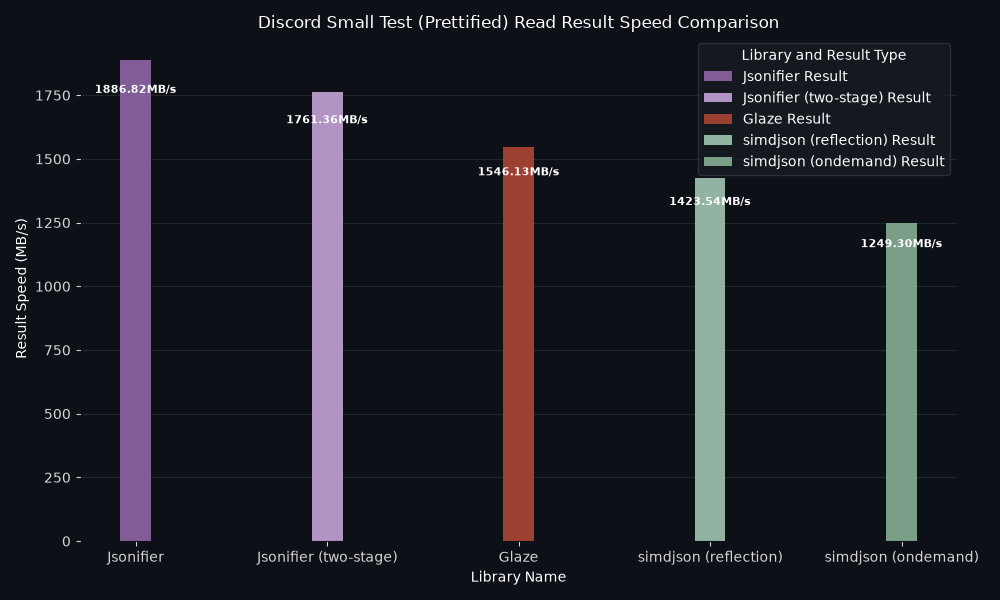 Discord Small Test (Prettified) Read Result Speed Comparison
Library and Result Type
Jsonifier Result
Jsonifier (two-stage) Result
Glaze Result
simdjson (reflection) Result
simdjson (ondemand) Result
1886.82MB/s
1761.36MB/s
1546.13MB/s
1423.54MB/s
1249.30MB/s
Result Speed (MB/s)
1750
1500
1250
1000
750
500
250
0
Jsonifier
Jsonifier (two-stage)
Glaze
simdjson (reflection)
simdjson (ondemand)
Library Name